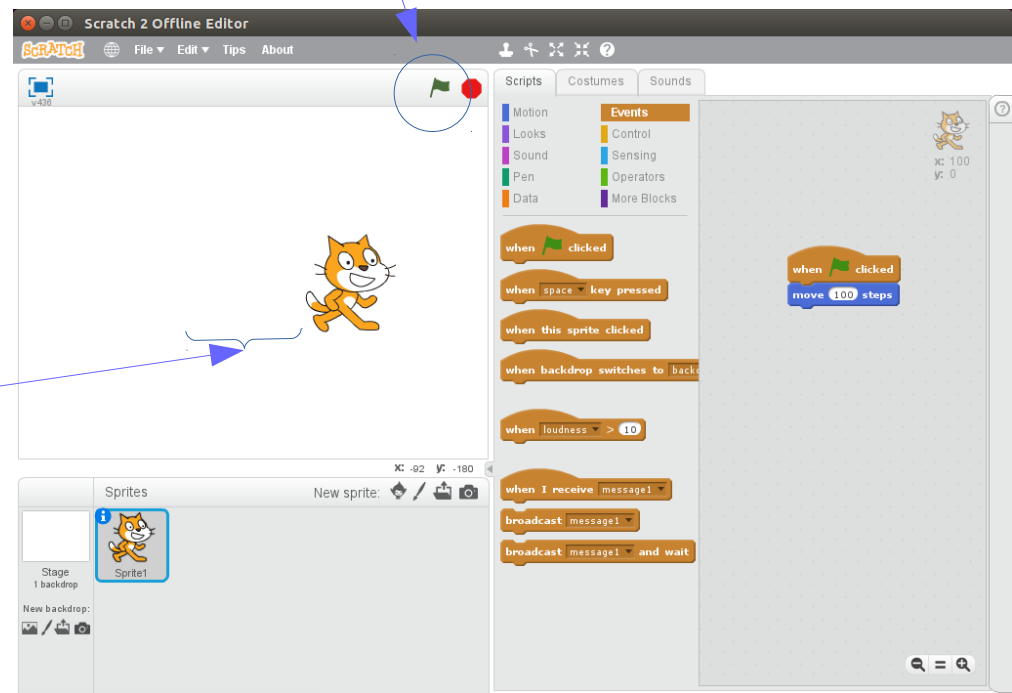 Scratch 2 Offline Editor
SCRATCH File Edit Tips About
v436
Scripts Costumes Sounds
Motion Events
Looks Control
Sound Sensing
Pen Operators
Data More Blocks
x: 100
y: 0
when clicked
when space key pressed
when this sprite clicked
when backdrop switches to back
when loudness > 10
when I receive message1
broadcast message1
broadcast message1 and wait
when clicked
move 100 steps
X: -92 Y: -180
Sprites New sprite:
Stage
1 backdrop
New backdrop:
Sprite1